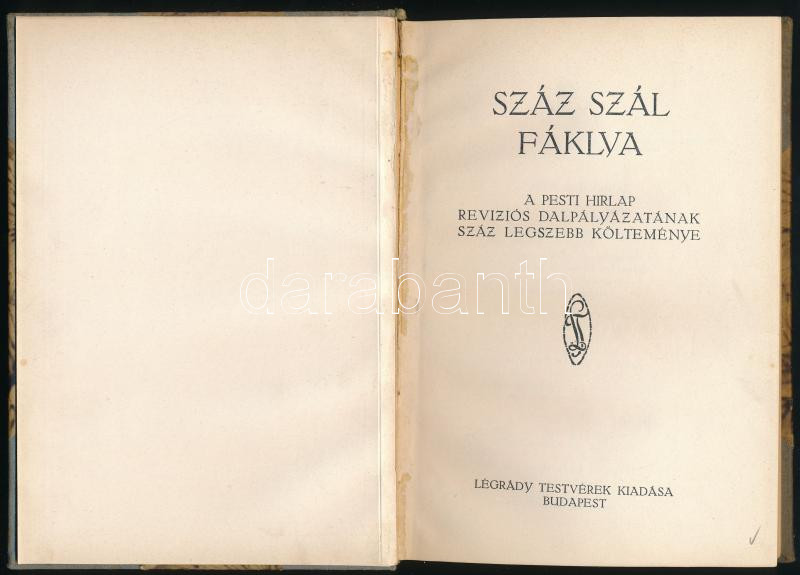 SZÁZ SZÁL
FÁKLYA
A PESTI HIRLAP
REVIZIÓS DALPÁLYÁZATÁNAK
SZÁZ LEGSZEBB KÖLTEMÉNYE
darabanth
LÉGRÁDY TESTVÉREK KIADÁSA
BUDAPEST